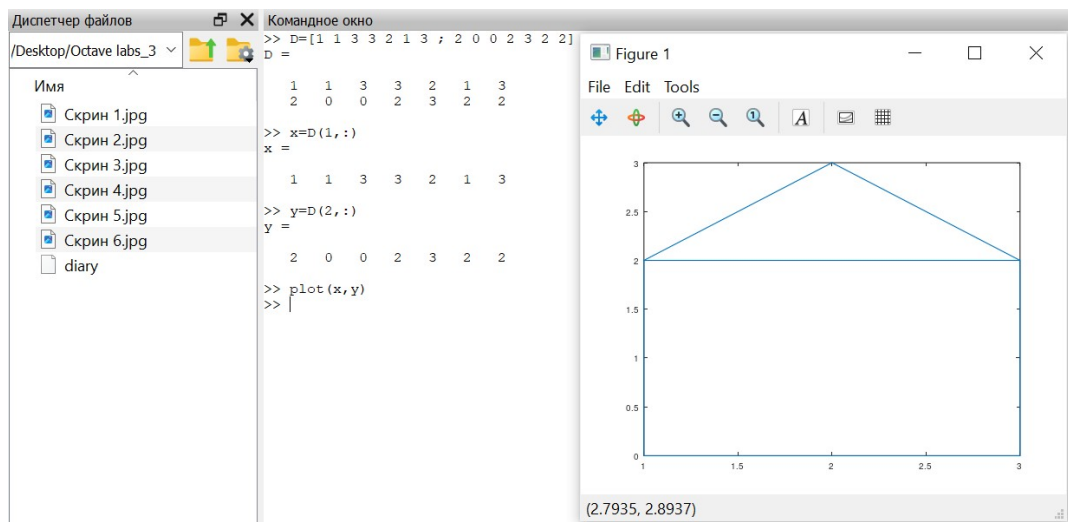 Диспетчер файлов
/Desktop/Octave labs_3
Имя
Скрин 1.jpg
Скрин 2.jpg
Скрин 3.jpg
Скрин 4.jpg
Скрин 5.jpg
Скрин 6.jpg
diary
Командное окно
>> D=[1 1 3 3 2 1 3 ; 2 0 0 2 3 2 2]
D =
1 1 3 3 2 1 3
2 0 0 2 3 2 2
>> x=D(1,:)
x =
1 1 3 3 2 1 3
>> y=D(2,:)
y =
2 0 0 2 3 2 2
>> plot(x,y)
>>
Figure 1
File Edit Tools
A
3
2.5
2
1.5
1
0.5
0
1 1.5 2 2.5 3
(2.7935, 2.8937)